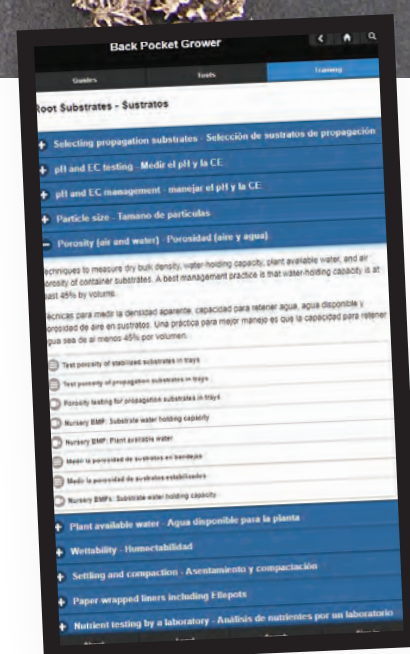 Back Pocket Grower
Guides Tools Training
Root Substrates - Sustratos
Selecting propagation substrates - Selección de sustratos de propagación
pH and EC testing - Medir el pH y la CE
pH and EC management - manejar el pH y la CE
Particle size - Tamano de particulas
Porosity (air and water) - Porosidad (aire y agua)
Techniques to measure dry bulk density, water-holding capacity, plant available water, and air
porosity of container substrates. A best management practice is that water-holding capacity is at
least 45% by volume.
Técnicas para medir la densidad aparente, capacidad para retener agua, agua disponible y
porosidad de aire en sustratos. Una práctica para mejor manejo es que la capacidad para retener
agua sea de al menos 45% por volumen.
Test porosity of stabilized substrates in trays
Test porosity of propagation substrates in trays
Porosity testing for propagation substrates in trays
Nursery BMP: Substrate water holding capacity
Nursery BMP: Plant available water
Medir la porosidad de sustratos en bandejas
Medir la porosidad de sustratos estabilizados
Nursery BMPs: Substrate water holding capacity
Plant available water - Agua disponible para la planta
Wettability - Humectabilidad
Settling and compaction - Asentamiento y compactación
Paper wrapped liners including Ellepots
Nutrient testing by a laboratory - Análisis de nutrientes por un laboratorio